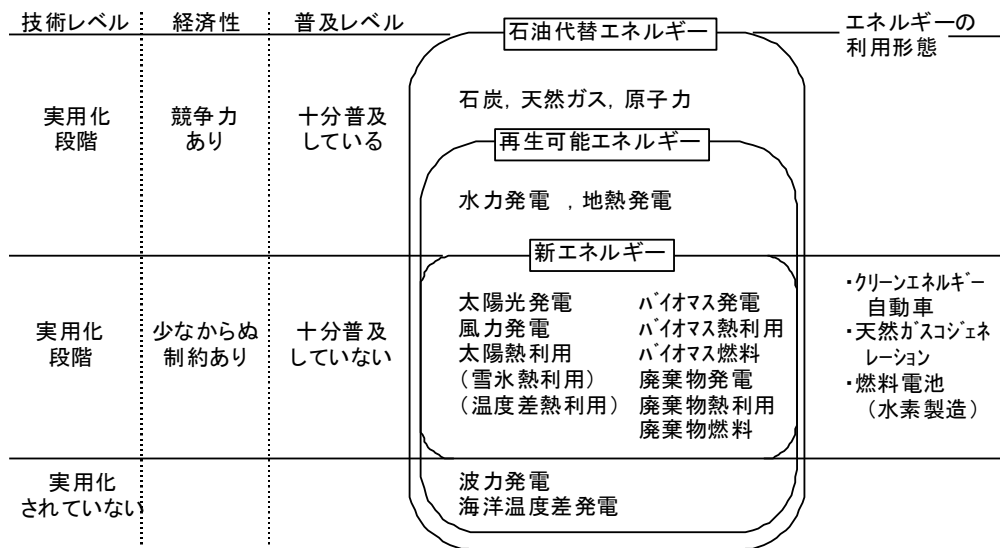 技術レベル 経済性 普及レベル 石油代替エネルギー エネルギーの
利用形態
石炭, 天然ガス, 原子力
実用化 競争力 十分普及
段階 あり している
再生可能エネルギー
水力発電 , 地熱発電
新エネルギー
太陽光発電 バイオマス発電
風力発電 バイオマス熱利用
太陽熱利用 バイオマス燃料
(雪氷熱利用) 廃棄物発電
(温度差熱利用) 廃棄物熱利用
廃棄物燃料
実用化 少なからぬ 十分普及
段階 制約あり していない
・クリーンエネルギー
自動車
・天然ガスコジェネ
レーション
・燃料電池
(水素製造)
実用化
されていない
波力発電
海洋温度差発電